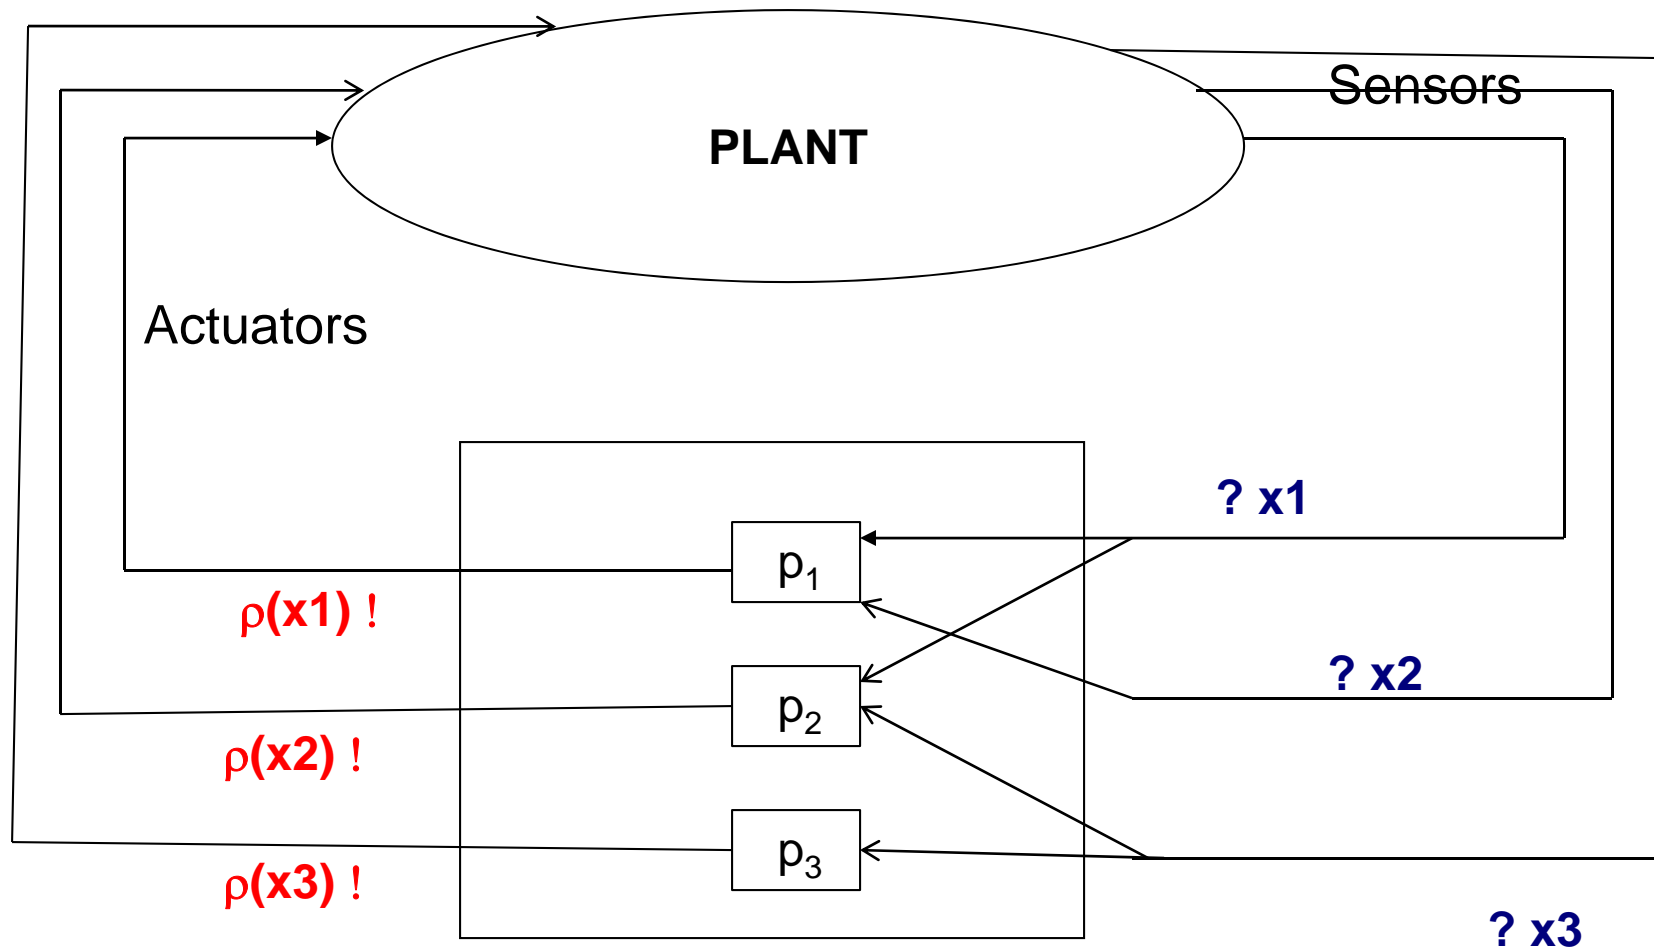 Sensors
PLANT
Actuators
? x1
p₁
ρ(x1) !
? x2
p₂
ρ(x2) !
p₃
ρ(x3) !
? x3